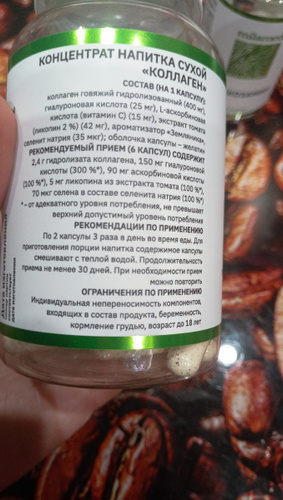 КОНЦЕНТРАТ НАПИТКА СУХОЙ
«КОЛЛАГЕН»
СОСТАВ (НА 1 КАПСУЛУ):
коллаген говяжий гидролизованный (400 мг),
гиалуроновая кислота (25 мг), L-аскорбиновая
кислота (витамин С) (15 мг), экстракт томата
(ликопин 2 %) (42 мг), ароматизатор «Земляника»,
селенит натрия (35 мкг); оболочка капсулы – желатин
РЕКОМЕНДУЕМЫЙ ПРИЕМ (6 КАПСУЛ) СОДЕРЖИТ
2,4 г гидролизата коллагена, 150 мг гиалуроновой
кислоты (300 %*), 90 мг аскорбиновой кислоты
(100 %*), 5 мг ликопина из экстракта томата (100 %*),
70 мкг селена в составе селенита натрия (100 %*)
* – от адекватного уровня потребления, не превышает
верхний допустимый уровень потребления
РЕКОМЕНДАЦИИ ПО ПРИМЕНЕНИЮ
По 2 капсулы 3 раза в день во время еды. Для
приготовления порции напитка содержимое капсулы
смешивают с теплой водой. Продолжительность
приема не менее 30 дней. При необходимости прием
можно повторить
ОГРАНИЧЕНИЯ ПО ПРИМЕНЕНИЮ
Индивидуальная непереносимость компонентов,
входящих в состав продукта, беременность,
кормление грудью, возраст до 18 лет